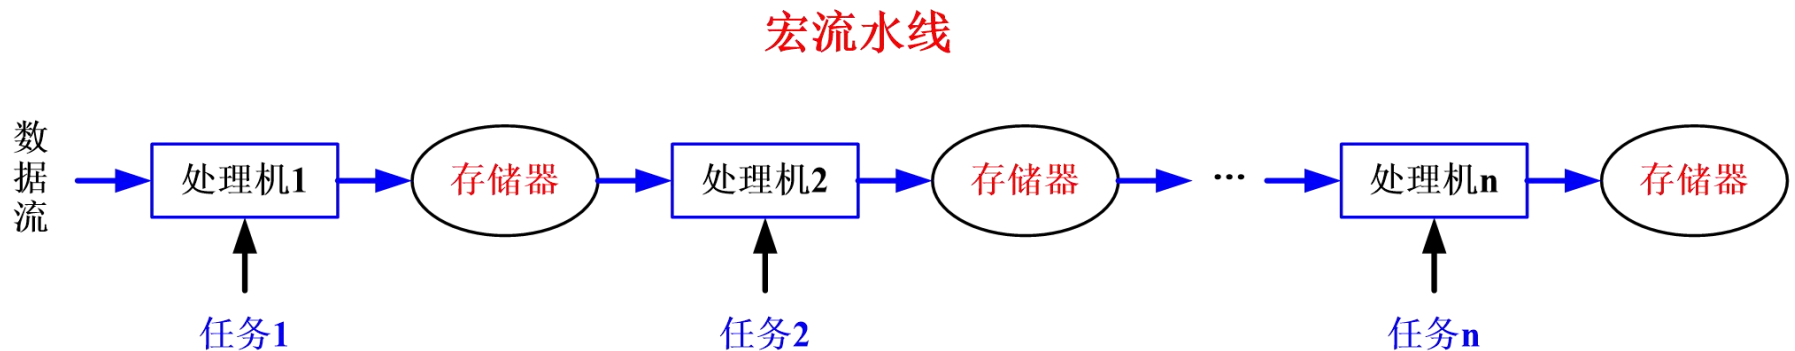 宏流水线
数据流
处理机1
存储器
处理机2
存储器
···
处理机n
存储器
任务1
任务2
任务n